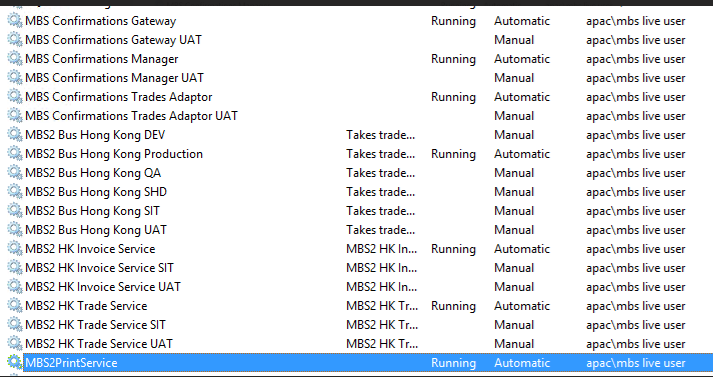 MBS Confirmations Gateway Running Automatic apac\mbs live user
MBS Confirmations Gateway UAT Manual apac\mbs live user
MBS Confirmations Manager Running Automatic apac\mbs live user
MBS Confirmations Manager UAT Manual apac\mbs live user
MBS Confirmations Trades Adaptor Running Automatic apac\mbs live user
MBS Confirmations Trades Adaptor UAT Manual apac\mbs live user
MBS2 Bus Hong Kong DEV Takes trade... Manual apac\mbs live user
MBS2 Bus Hong Kong Production Takes trade... Running Automatic apac\mbs live user
MBS2 Bus Hong Kong QA Takes trade... Manual apac\mbs live user
MBS2 Bus Hong Kong SHD Takes trade... Manual apac\mbs live user
MBS2 Bus Hong Kong SIT Takes trade... Manual apac\mbs live user
MBS2 Bus Hong Kong UAT Takes trade... Manual apac\mbs live user
MBS2 HK Invoice Service MBS2 HK In... Running Automatic apac\mbs live user
MBS2 HK Invoice Service SIT MBS2 HK In... Manual apac\mbs live user
MBS2 HK Invoice Service UAT MBS2 HK In... Manual apac\mbs live user
MBS2 HK Trade Service MBS2 HK Tr... Running Automatic apac\mbs live user
MBS2 HK Trade Service SIT MBS2 HK Tr... Manual apac\mbs live user
MBS2 HK Trade Service UAT MBS2 HK Tr... Manual apac\mbs live user
MBS2PrintService Running Automatic apac\mbs live user